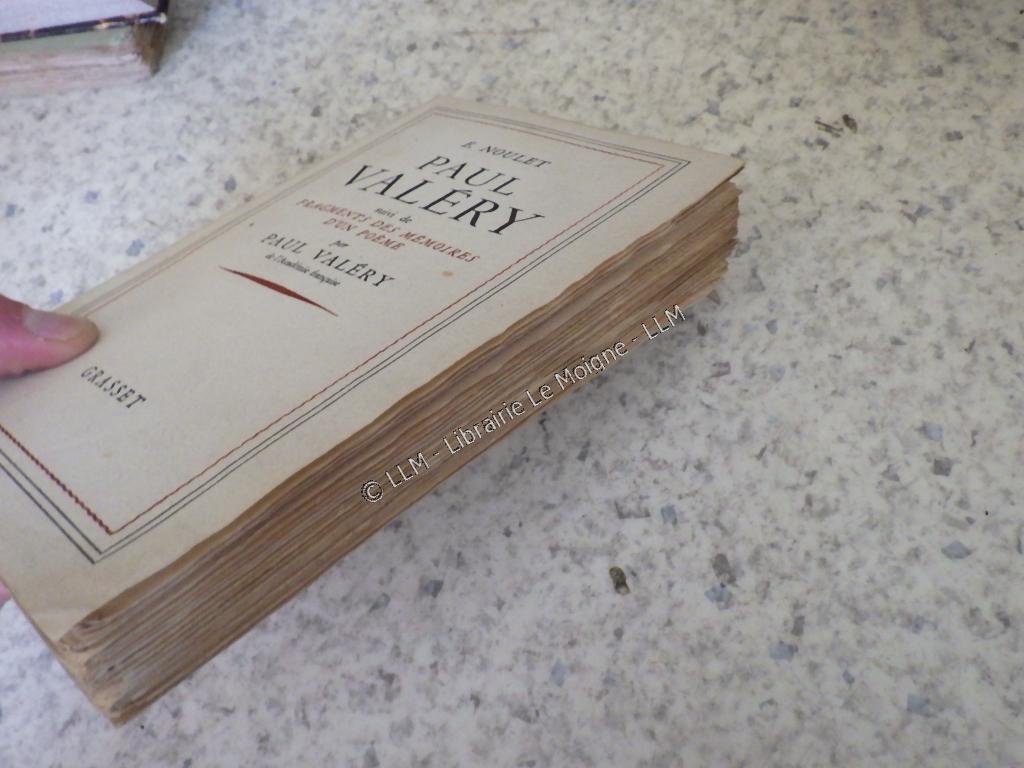 E. NOULET
PAUL
VALÉRY
suivi de
FRAGMENTS DES MÉMOIRES
D'UN POÈME
par
PAUL VALÉRY
de l'Académie française
GRASSET
© LLM - Librairie Le Moigne - LLM